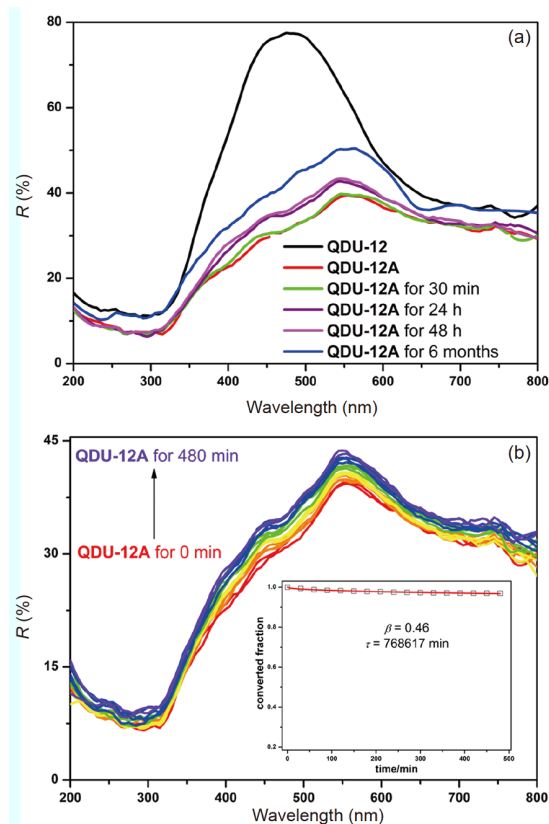 (a)
80
60
40
20
0
R (%)
QDU-12
QDU-12A
QDU-12A for 30 min
QDU-12A for 24 h
QDU-12A for 48 h
QDU-12A for 6 months
200 300 400 500 600 700 800
Wavelength (nm)
(b)
45
30
15
0
R (%)
QDU-12A for 480 min
QDU-12A for 0 min
1.0
0.8
0.6
0.4
0.2
converted fraction
β = 0.46
τ = 768617 min
0 100 200 300 400 500
time/min
200 300 400 500 600 700 800
Wavelength (nm)